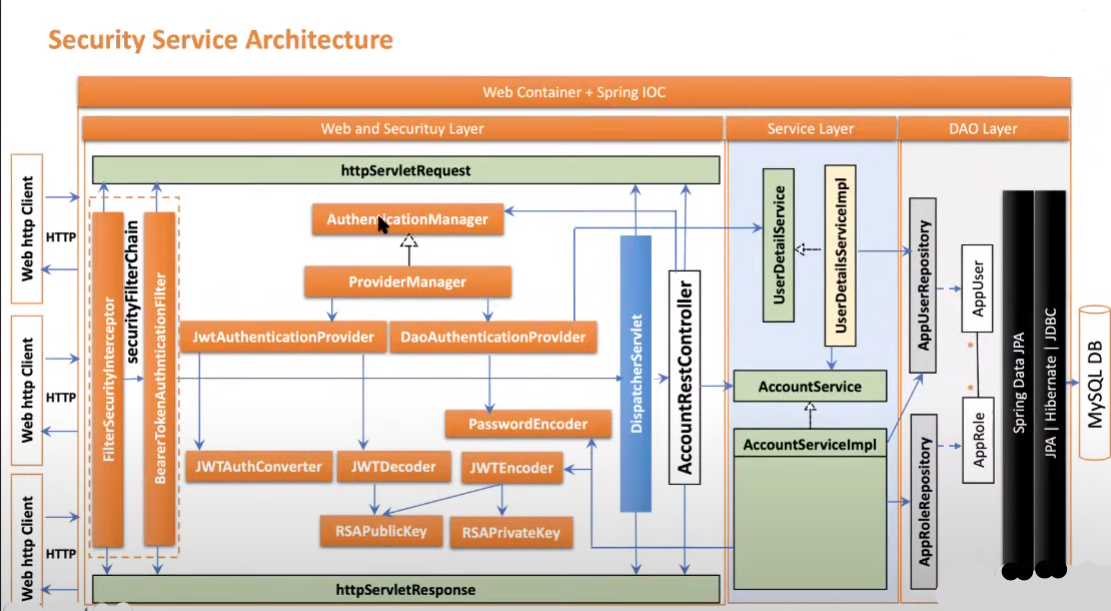 Security Service Architecture
Web Container + Spring IOC
Web and Securituy Layer
Service Layer
DAO Layer
Web http Client
HTTP
Web http Client
HTTP
Web http Client
HTTP
httpServletRequest
FilterSecurityInterceptor
securityFilterChain
BearerTokenAuthnticationFilter
AuthenticationManager
ProviderManager
JwtAuthenticationProvider
DaoAuthenticationProvider
PasswordEncoder
JWTAuthConverter
JWTDecoder
JWTEncoder
RSAPublicKey
RSAPrivateKey
DispatcherServlet
AccountRestController
httpServletResponse
UserDetailService
UserDetailsServiceImpl
AccountService
AccountServiceImpl
AppUserRepository
AppRoleRepository
AppUser
*
*
AppRole
Spring Data JPA
JPA | Hibernate | JDBC
MySQL DB